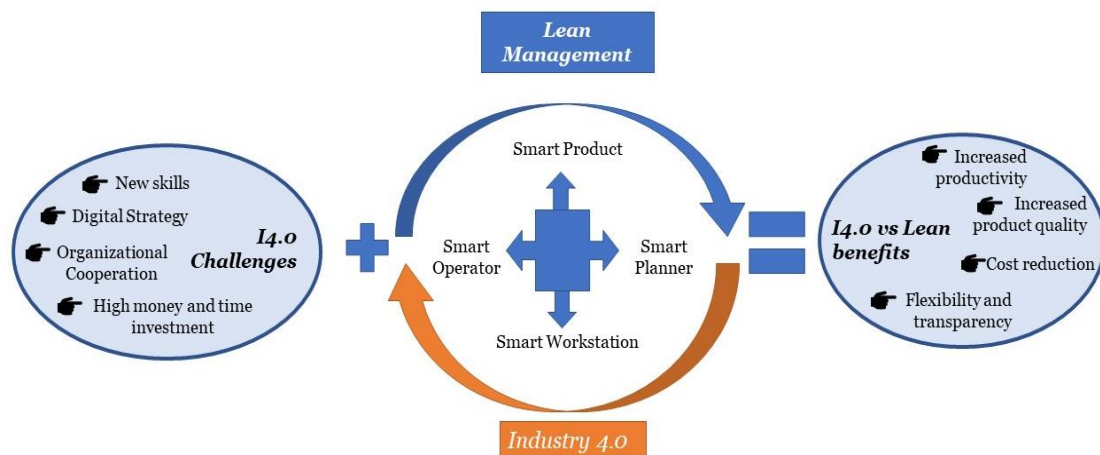 Lean
Management
New skills
Digital Strategy
Organizational
Cooperation
High money and time
investment
I4.0
Challenges
Smart Product
Smart
Operator
Smart
Planner
Smart Workstation
Industry 4.0
I4.0 vs Lean
benefits
Increased
productivity
Increased
product quality
Cost reduction
Flexibility and
transparency